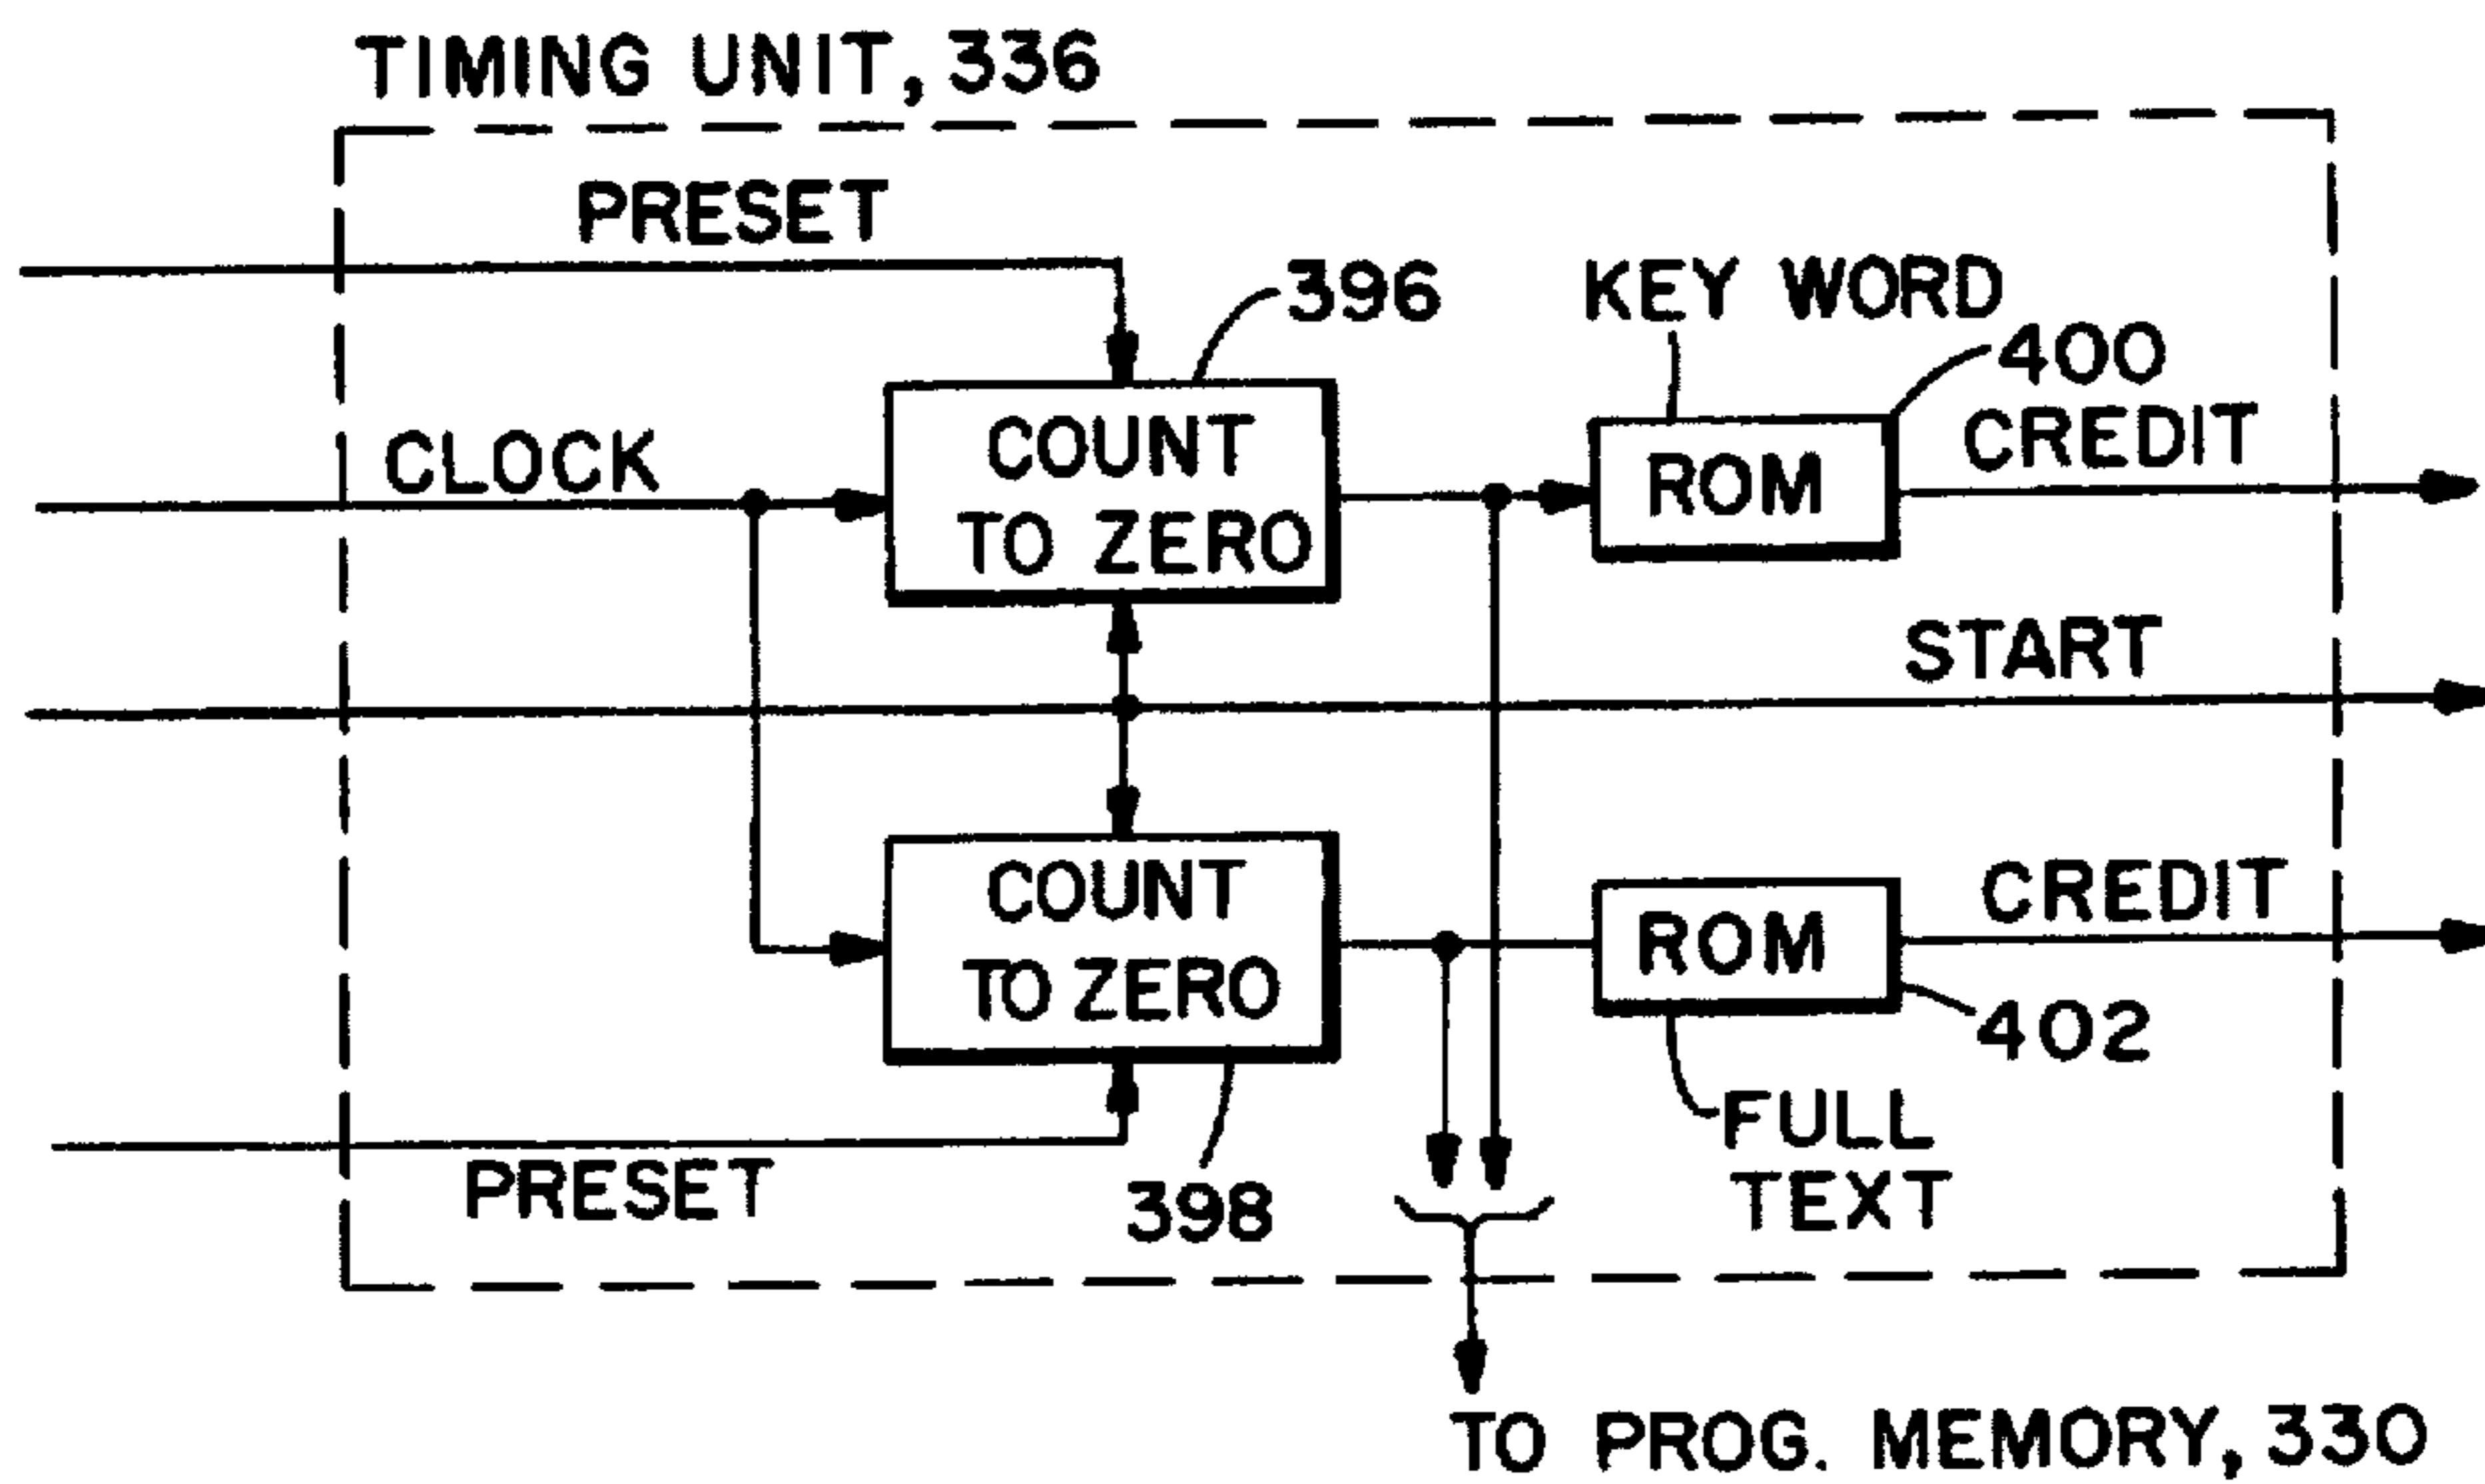 TIMING UNIT, 336
PRESET
396
KEY WORD
400
CLOCK
COUNT
TO ZERO
ROM
CREDIT
START
COUNT
TO ZERO
ROM
CREDIT
402
FULL
TEXT
PRESET
398
TO PROG. MEMORY, 330